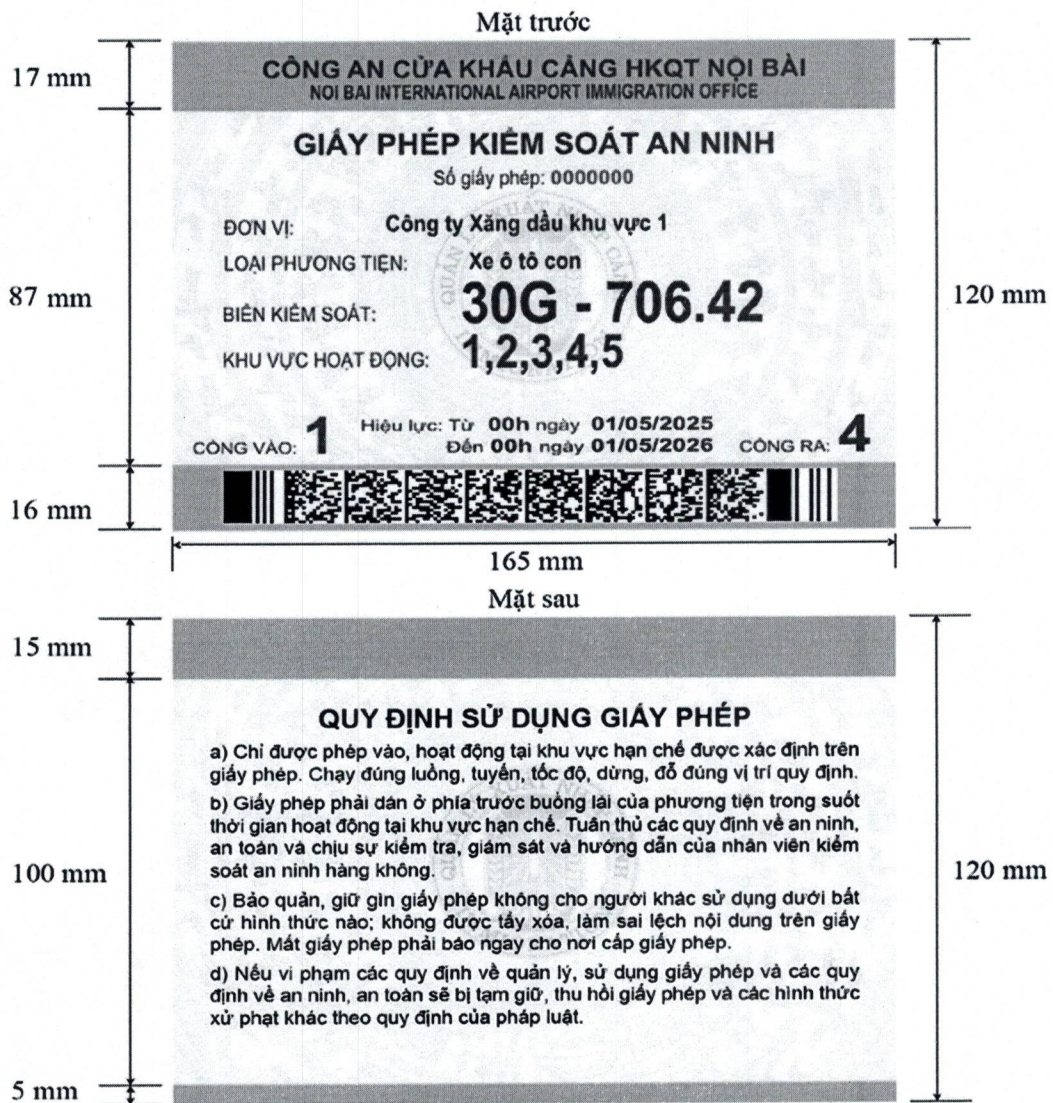 Mặt trước
17 mm
CÔNG AN CỬA KHẨU CẢNG HKQT NỘI BÀI
NOI BAI INTERNATIONAL AIRPORT IMMIGRATION OFFICE
GIẤY PHÉP KIỂM SOÁT AN NINH
Số giấy phép: 0000000
ĐƠN VỊ: Công ty Xăng dầu khu vực 1
LOẠI PHƯƠNG TIỆN: Xe ô tô con
87 mm
BIỂN KIỂM SOÁT: 30G - 706.42
120 mm
KHU VỰC HOẠT ĐỘNG: 1,2,3,4,5
CỔNG VÀO: 1
Hiệu lực: Từ 00h ngày 01/05/2025
Đến 00h ngày 01/05/2026
CỔNG RA: 4
16 mm
165 mm
Mặt sau
15 mm
QUY ĐỊNH SỬ DỤNG GIẤY PHÉP
a) Chỉ được phép vào, hoạt động tại khu vực hạn chế được xác định trên
giấy phép. Chạy đúng luồng, tuyến, tốc độ, dừng, đỗ đúng vị trí quy định.
b) Giấy phép phải dán ở phía trước buồng lái của phương tiện trong suốt
thời gian hoạt động tại khu vực hạn chế. Tuân thủ các quy định về an ninh,
an toàn và chịu sự kiểm tra, giám sát và hướng dẫn của nhân viên kiểm
soát an ninh hàng không.
100 mm
120 mm
c) Bảo quản, giữ gìn giấy phép không cho người khác sử dụng dưới bất
cứ hình thức nào; không được tẩy xóa, làm sai lệch nội dung trên giấy
phép. Mất giấy phép phải báo ngay cho nơi cấp giấy phép.
d) Nếu vi phạm các quy định về quản lý, sử dụng giấy phép và các quy
định về an ninh, an toàn sẽ bị tạm giữ, thu hồi giấy phép và các hình thức
xử phạt khác theo quy định của pháp luật.
5 mm